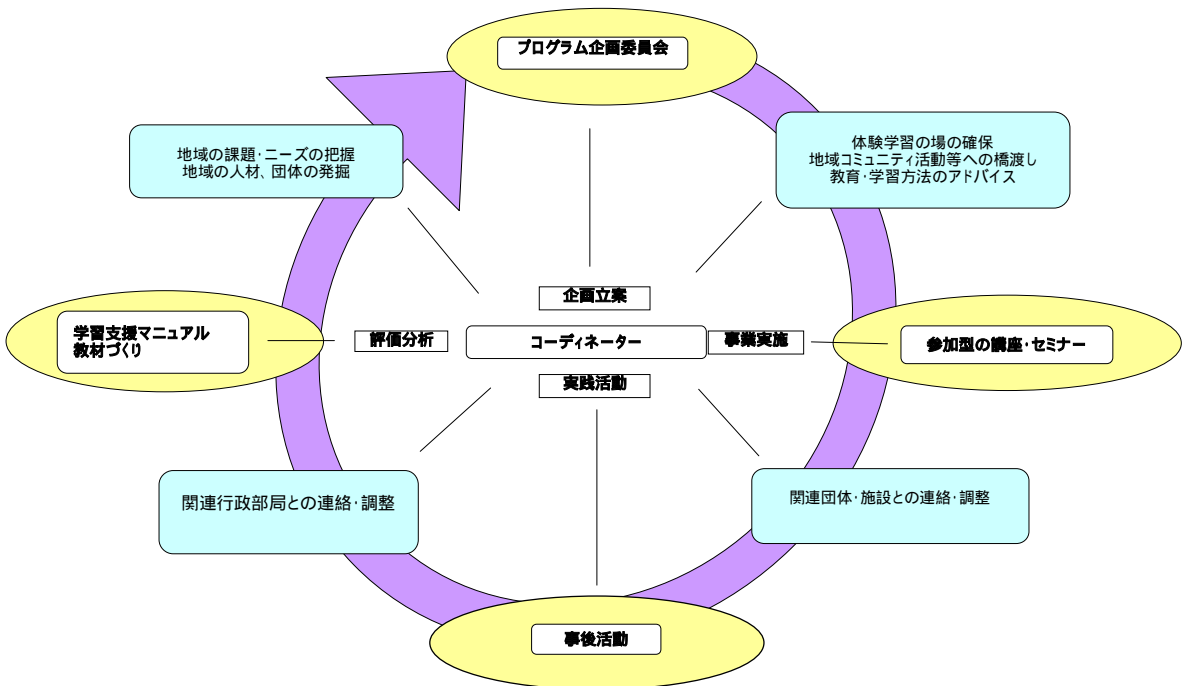 プログラム企画委員会
地域の課題・ニーズの把握
地域の人材、団体の発掘
体験学習の場の確保
地域コミュニティ活動等への橋渡し
教育・学習方法のアドバイス
企画立案
学習支援マニュアル
教材づくり
評価分析
コーディネーター
事業実施
参加型の講座・セミナー
実践活動
関連行政部局との連絡・調整
関連団体・施設との連絡・調整
事後活動